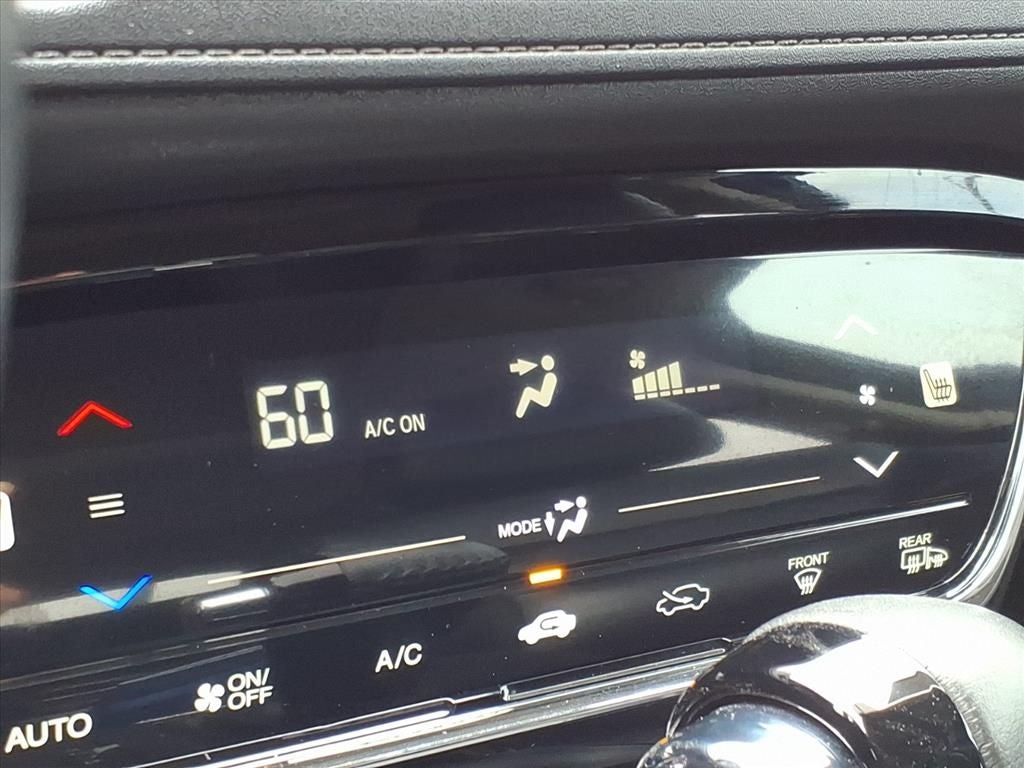 60 A/C ON
MODE
FRONT
REAR
A/C
ON/
OFF
AUTO